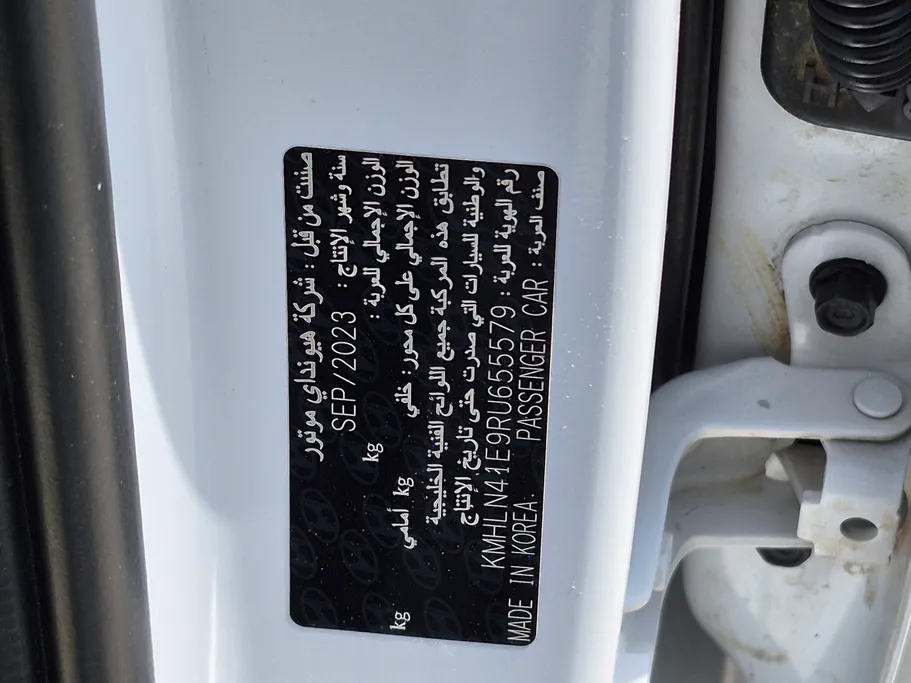 صنعت من قبل : شركة هيونداي موتور
سنة وشهر الإنتاج : SEP/2023
الوزن الإجمالي للعربة : kg
الوزن الإجمالي على كل محور : خلفي kg أمامي kg
تطابق هذه المركبة جميع اللوائح الفنية الخليجية
والوطنية للسيارات التي صدرت حتى تاريخ الإنتاج
رقم الهوية للعربة : KMHLN41E9RU655579
صنف العربة : PASSENGER CAR MADE IN KOREA